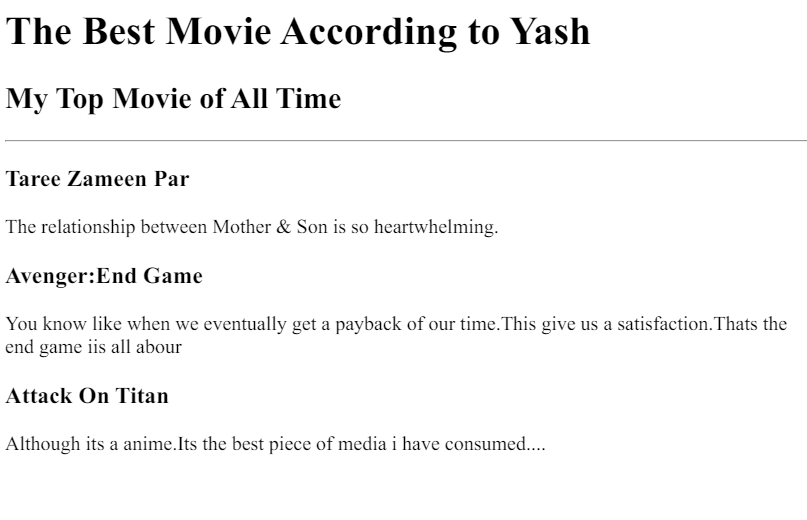 The Best Movie According to Yash
My Top Movie of All Time
Taree Zameen Par
The relationship between Mother & Son is so heartwhelming.
Avenger:End Game
You know like when we eventually get a payback of our time.This give us a satisfaction.Thats the
end game iis all abour
Attack On Titan
Although its a anime.Its the best piece of media i have consumed....